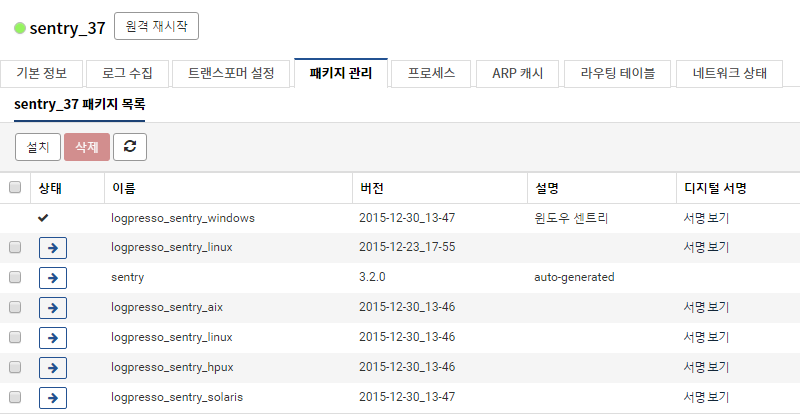 sentry_37 원격 재시작
기본 정보 로그 수집 트랜스포머 설정 패키지 관리 프로세스 ARP 캐시 라우팅 테이블 네트워크 상태
sentry_37 패키지 목록
설치 삭제
상태 이름 버전 설명 디지털 서명
logpresso_sentry_windows 2015-12-30_13-47 윈도우 센트리 서명 보기
logpresso_sentry_linux 2015-12-23_17-55 서명 보기
sentry 3.2.0 auto-generated
logpresso_sentry_aix 2015-12-30_13-46 서명 보기
logpresso_sentry_linux 2015-12-30_13-46 서명 보기
logpresso_sentry_hpux 2015-12-30_13-46 서명 보기
logpresso_sentry_solaris 2015-12-30_13-47 서명 보기